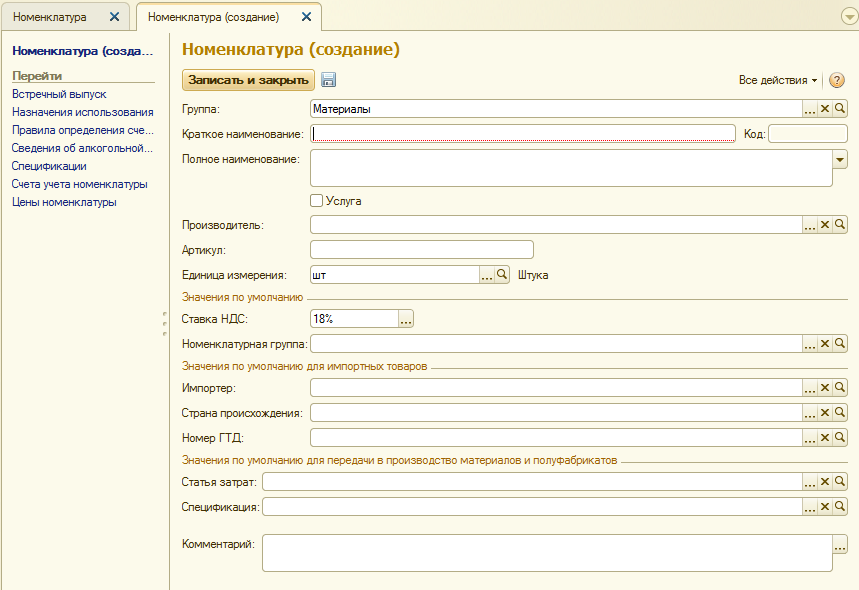 Номенклатура
Номенклатура (создание)
Номенклатура (созда...
Перейти
Встречный выпуск
Назначения использования
Правила определения сче...
Сведения об алкогольной...
Спецификации
Счета учета номенклатуры
Цены номенклатуры
Номенклатура (создание)
Записать и закрыть
Все действия
?
Группа: Материалы
Краткое наименование: Код:
Полное наименование:
Услуга
Производитель:
Артикул:
Единица измерения: шт Штука
Значения по умолчанию
Ставка НДС: 18%
Номенклатурная группа:
Значения по умолчанию для импортных товаров
Импортер:
Страна происхождения:
Номер ГТД:
Значения по умолчанию для передачи в производство материалов и полуфабрикатов
Статья затрат:
Спецификация:
Комментарий: